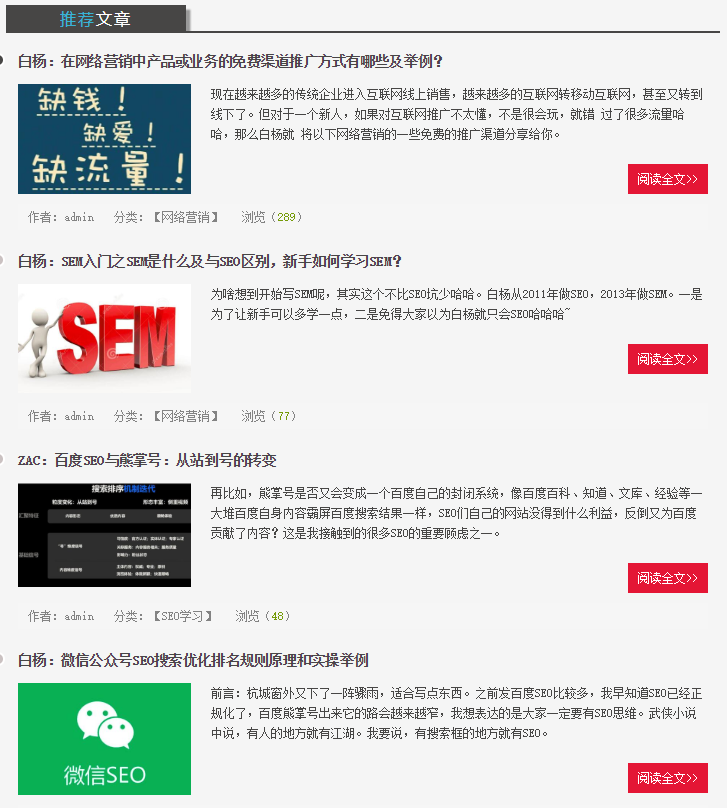 推荐文章
白杨：在网络营销中产品或业务的免费渠道推广方式有哪些及举例？
缺钱！
缺爱！
缺流量！
现在越来越多的传统企业进入互联网线上销售，越来越多的互联网转移动互联网，甚至又转到
线下了。但对于一个新人，如果对互联网推广不太懂，不是很会玩，就错 过了很多流量哈
哈，那么白杨就 将以下网络营销的一些免费的推广渠道分享给你。
阅读全文>>
作者：admin 分类：【网络营销】 浏览（289）
白杨：SEM入门之SEM是什么及与SEO区别，新手如何学习SEM？
SEM
为啥想到开始写SEM呢，其实这个不比SEO坑少哈哈。白杨从2011年做SEO，2013年做SEM。一是
为了让新手可以多学一点，二是免得大家以为白杨就只会SEO哈哈哈~
阅读全文>>
作者：admin 分类：【网络营销】 浏览（77）
ZAC：百度SEO与熊掌号：从站到号的转变
搜索排序机制迭代
再比如，熊掌号是否又会变成一个百度自己的封闭系统，像百度百科、知道、文库、经验等一
大堆百度自身内容霸屏百度搜索结果一样，SEO们自己的网站没得到什么利益，反倒又为百度
贡献了内容？这是我接触到的很多SEO的重要顾虑之一。
阅读全文>>
作者：admin 分类：【SEO学习】 浏览（48）
白杨：微信公众号SEO搜索优化排名规则原理和实操举例
微信SEO
前言：杭城窗外又下了一阵骤雨，适合写点东西。之前发百度SEO比较多，我早知道SEO已经正
规化了，百度熊掌号出来它的路会越来越窄，我想表达的是大家一定要有SEO思维。武侠小说
中说，有人的地方就有江湖。我要说，有搜索框的地方就有SEO。
阅读全文>>